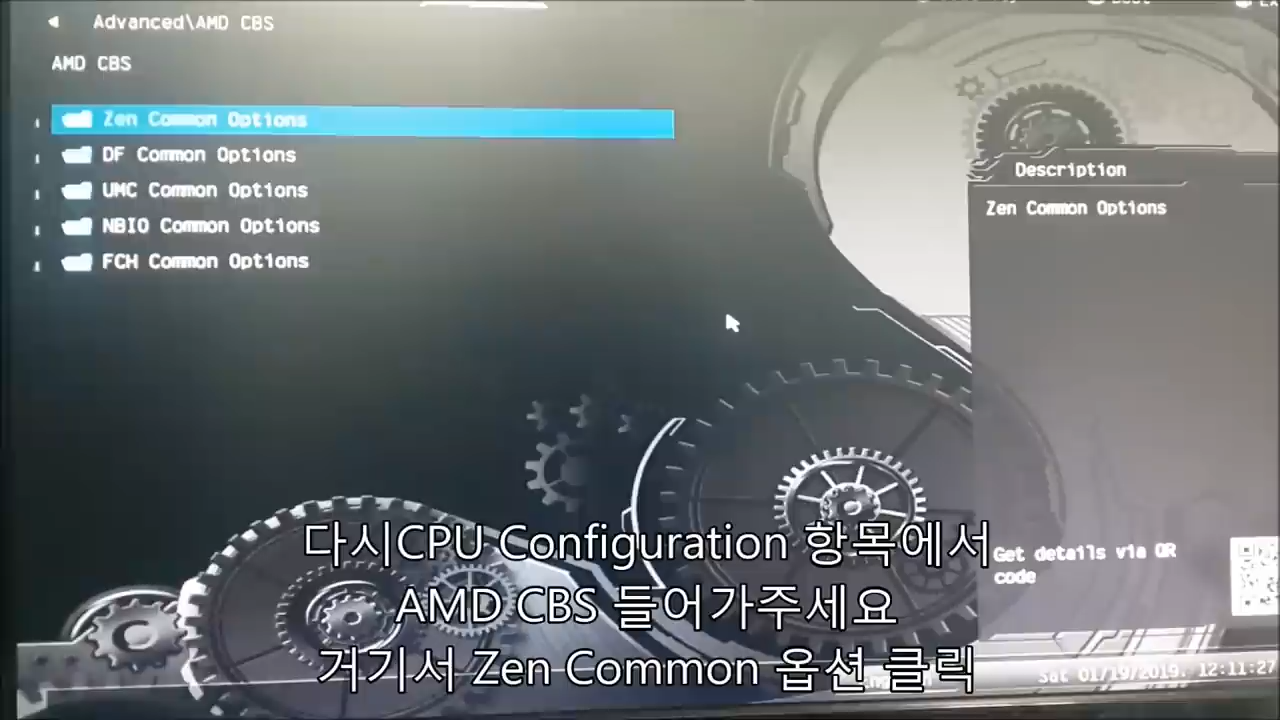 Advanced\AMD CBS
AMD CBS
Zen Common Options
DF Common Options
UMC Common Options
NBIO Common Options
FCH Common Options
Description
Zen Common Options
Get details via QR
code
Sat 01/19/2019. 12:11:27
다시CPU Configuration 항목에서
AMD CBS 들어가주세요
거기서 Zen Common 옵션 클릭